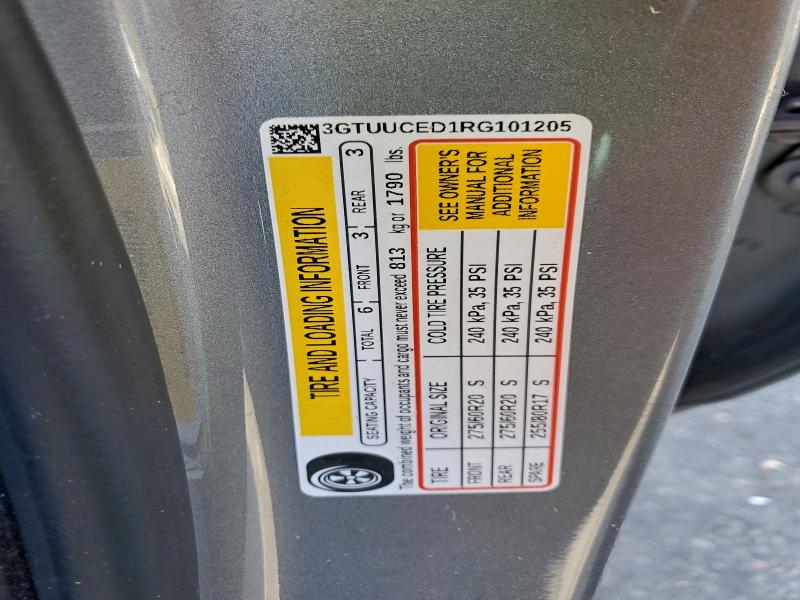 3GTUUCED1RG101205
TIRE AND LOADING INFORMATION
SEATING CAPACITY TOTAL 6 FRONT 3 REAR 3
The combined weight of occupants and cargo must never exceed 813 kg or 1790 lbs.
TIRE ORIGINAL SIZE COLD TIRE PRESSURE
FRONT 275/60R20 S 240 kPa, 35 PSI
REAR 275/60R20 S 240 kPa, 35 PSI
SPARE 255/80R17 S 240 kPa, 35 PSI
SEE OWNER'S
MANUAL FOR
ADDITIONAL
INFORMATION